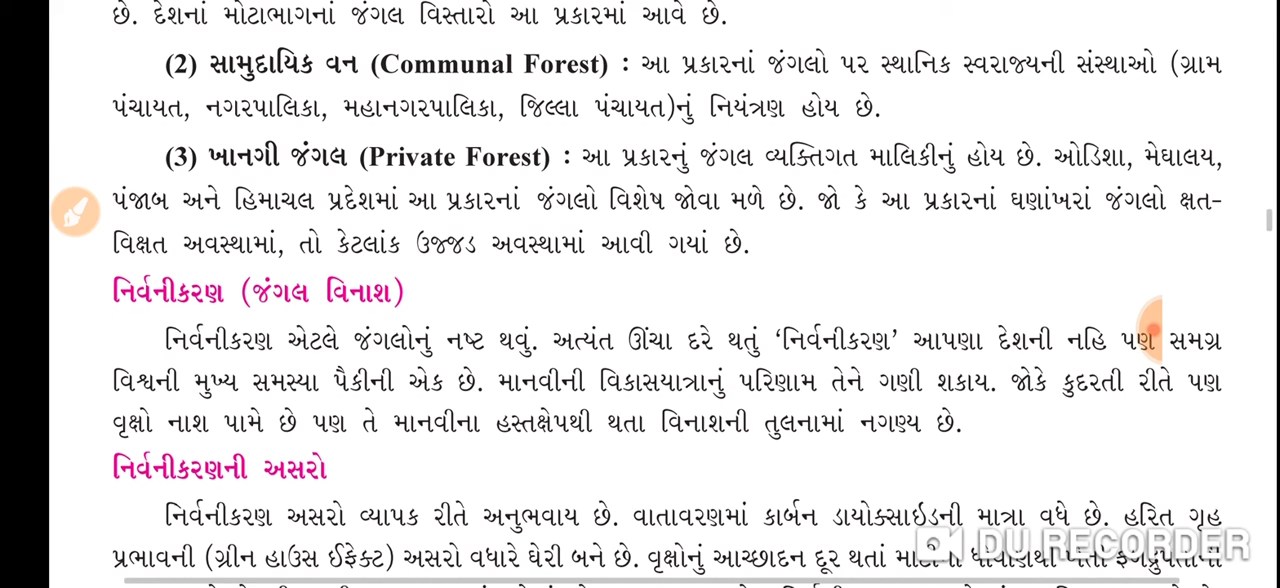 છે. દેશનાં મોટાભાગનાં જંગલ વિસ્તારો આ પ્રકારમાં આવે છે.
(2) સામુદાયિક વન (Communal Forest) : આ પ્રકારનાં જંગલો પર સ્થાનિક સ્વરાજ્યની સંસ્થાઓ (ગ્રામ
પંચાયત, નગરપાલિકા, મહાનગરપાલિકા, જિલ્લા પંચાયત)નું નિયંત્રણ હોય છે.
(3) ખાનગી જંગલ (Private Forest) : આ પ્રકારનું જંગલ વ્યક્તિગત માલિકીનું હોય છે. ઓડિશા, મેઘાલય,
પંજાબ અને હિમાચલ પ્રદેશમાં આ પ્રકારનાં જંગલો વિશેષ જોવા મળે છે. જો કે આ પ્રકારનાં ઘણાંખરાં જંગલો ક્ષત-
વિક્ષત અવસ્થામાં, તો કેટલાંક ઉજ્જડ અવસ્થામાં આવી ગયાં છે.
નિર્વનીકરણ (જંગલ વિનાશ)
નિર્વનીકરણ એટલે જંગલોનું નષ્ટ થવું. અત્યંત ઊંચા દરે થતું ‘નિર્વનીકરણ’ આપણા દેશની નહિ પણ સમગ્ર
વિશ્વની મુખ્ય સમસ્યા પૈકીની એક છે. માનવીની વિકાસયાત્રાનું પરિણામ તેને ગણી શકાય. જોકે કુદરતી રીતે પણ
વૃક્ષો નાશ પામે છે પણ તે માનવીના હસ્તક્ષેપથી થતા વિનાશની તુલનામાં નગણ્ય છે.
નિર્વનીકરણની અસરો
નિર્વનીકરણ અસરો વ્યાપક રીતે અનુભવાય છે. વાતાવરણમાં કાર્બન ડાયોક્સાઇડની માત્રા વધે છે. હરિત ગૃહ
પ્રભાવની (ગ્રીન હાઉસ ઈફેક્ટ) અસરો વધારે ઘેરી બને છે. વૃક્ષોનું આચ્છાદન દૂર થતાં
DU RECORDER